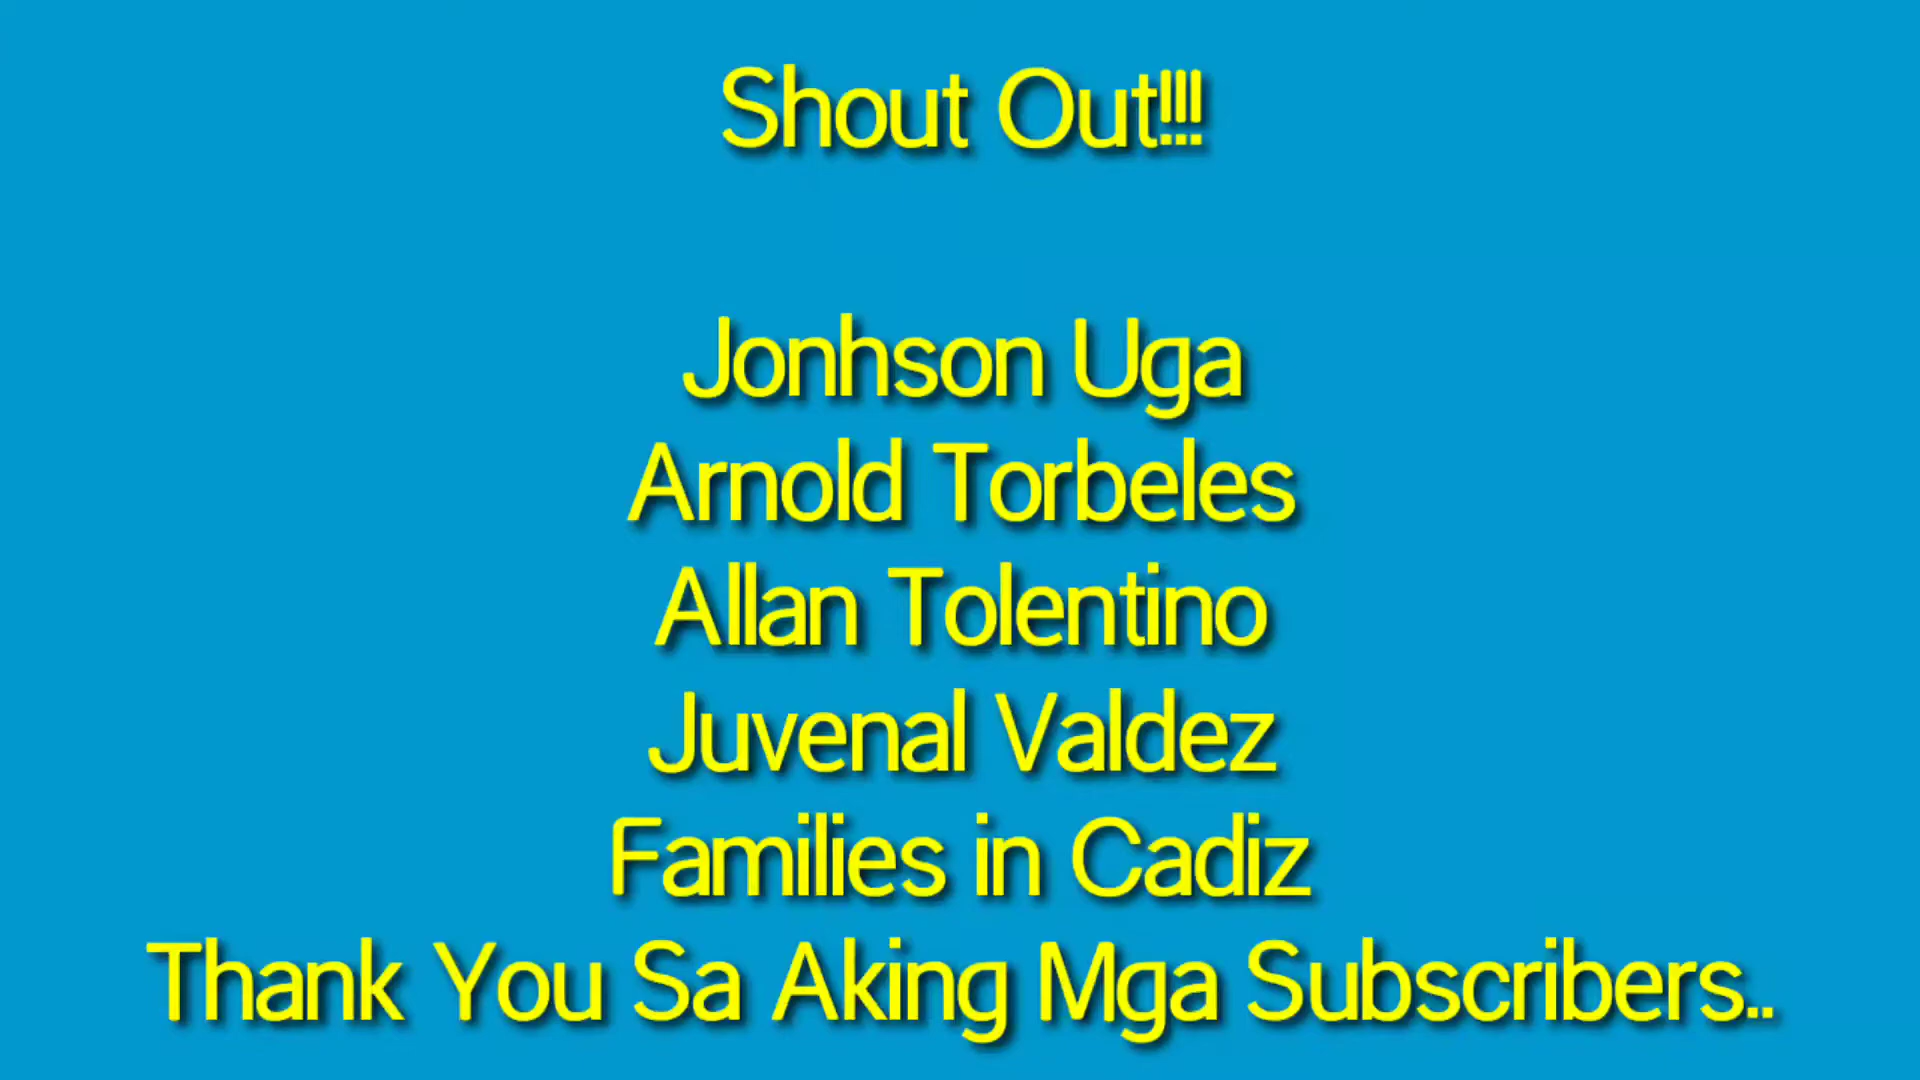 Shout Out!!!
Jonhson Uga
Arnold Torbeles
Allan Tolentino
Juvenal Valdez
Families in Cadiz
Thank You Sa Aking Mga Subscribers..